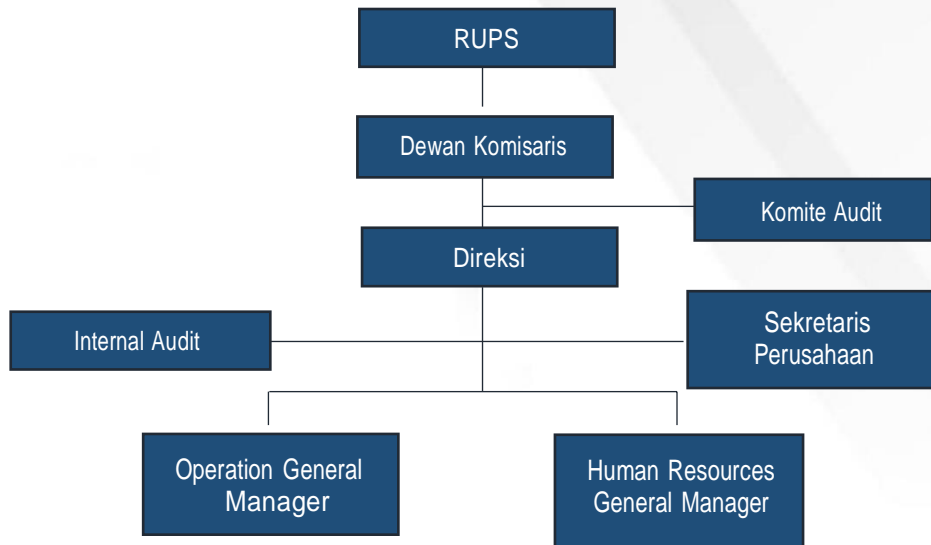 RUPS
Dewan Komisaris
Komite Audit
Direksi
Internal Audit
Sekretaris
Perusahaan
Operation General
Manager
Human Resources
General Manager